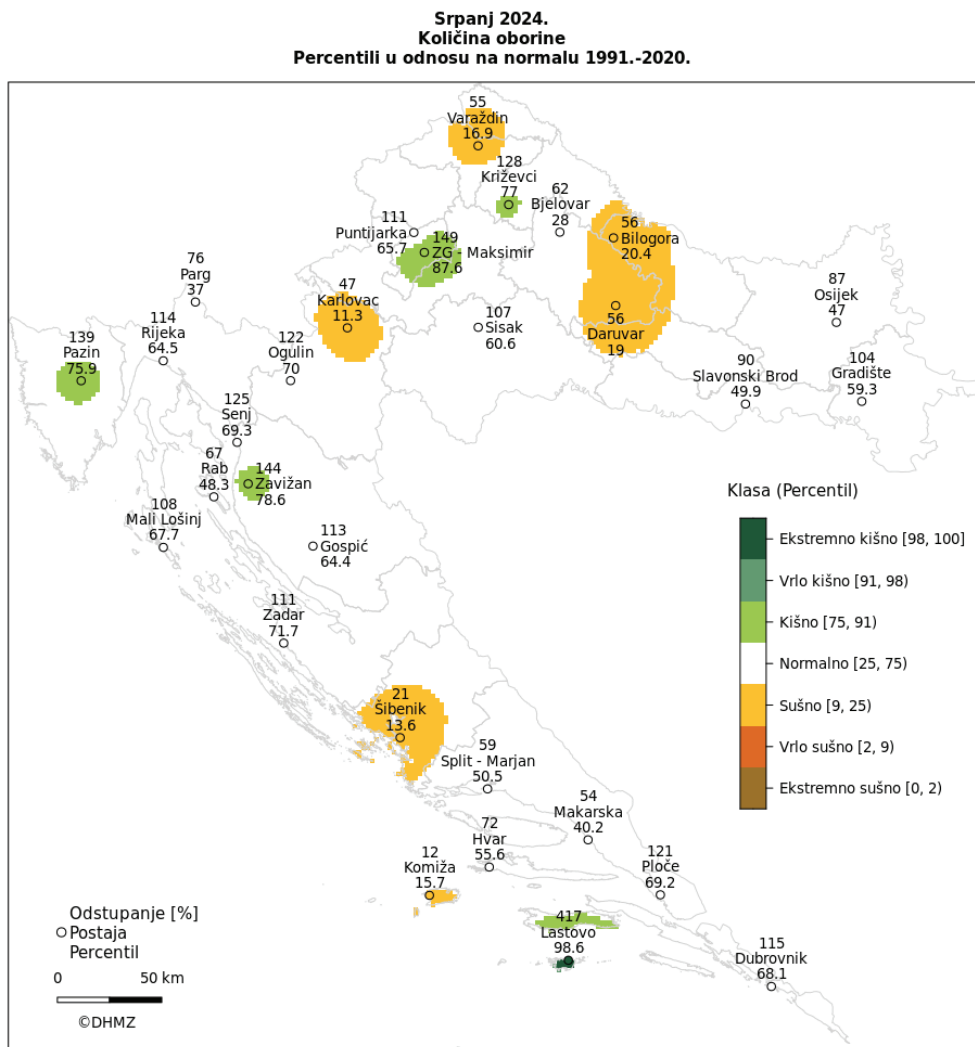 Srpanj 2024.
Količina oborine
Percentili u odnosu na normalu 1991.-2020.
55
Varaždin
16.9
128
Križevci
77
62
Bjelovar
28
111
Puntijarka
65.7
149
ZG - Maksimir
87.6
56
Bilogora
20.4
76
Parg
37
47
Karlovac
11.3
87
Osijek
47
107
Sisak
60.6
56
Daruvar
19
139
Pazin
75.9
114
Rijeka
64.5
122
Ogulin
70
90
Slavonski Brod
49.9
104
Gradište
59.3
125
Senj
69.3
67
Rab
48.3
144
Zavižan
78.6
108
Mali Lošinj
67.7
113
Gospić
64.4
111
Zadar
71.7
21
Šibenik
13.6
59
Split - Marjan
50.5
54
Makarska
40.2
72
Hvar
55.6
12
Komiža
15.7
121
Ploče
69.2
417
Lastovo
98.6
115
Dubrovnik
68.1
Klasa (Percentil)
Ekstremno kišno [98, 100]
Vrlo kišno [91, 98)
Kišno [75, 91)
Normalno [25, 75)
Sušno [9, 25)
Vrlo sušno [2, 9)
Ekstremno sušno [0, 2)
Odstupanje [%]
Postaja
Percentil
0 50 km
©DHMZ